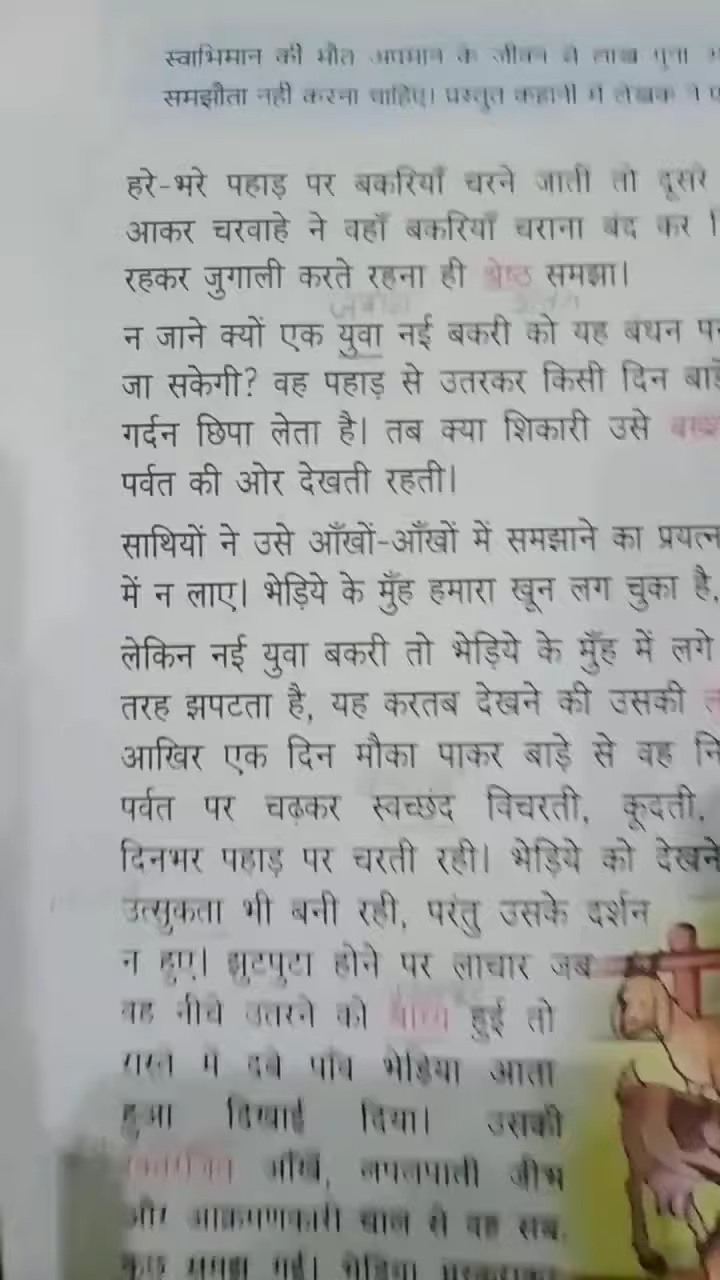 स्वाभिमान की मौत अपमान के जीवन से लाख गुना
समझौता नही करना चाहिए। प्रस्तुत कहानी में लेखक ने
हरे-भरे पहाड़ पर बकरियाँ चरने जाती तो दूसरे
आकर चरवाहे ने वहाँ बकरियाँ चराना बंद कर
रहकर जुगाली करते रहना ही श्रेष्ठ समझा।
न जाने क्यों एक युवा नई बकरी को यह बंधन
जा सकेगी? वह पहाड़ से उतरकर किसी दिन बाड़े
गर्दन छिपा लेता है। तब क्या शिकारी उसे
पर्वत की ओर देखती रहती।
साथियों ने उसे आँखों-आँखों में समझाने का प्रयत्न
में न लाए। भेड़िये के मुँह हमारा खून लग चुका है,
लेकिन नई युवा बकरी तो भेड़िये के मुँह में लगे
तरह झपटता है, यह करतब देखने की उसकी
आखिर एक दिन मौका पाकर बाड़े से वह
पर्वत पर चढ़कर स्वच्छंद विचरती, कूदती,
दिनभर पहाड़ पर चरती रही। भेड़िये को देखने
उत्सुकता भी बनी रही, परंतु उसके दर्शन
न हुए। झुटपुटा होने पर लाचार जब
वह नीचे उतरने को बाध्य हुई तो
रास्ते में दबे पाँव भेड़िया आता
हुआ दिखाई दिया। उसकी
रक्तरंजित आँखें, लपलपाती जीभ
और आक्रमणकारी चाल से वह सब
कुछ समझ गई। भेड़िया